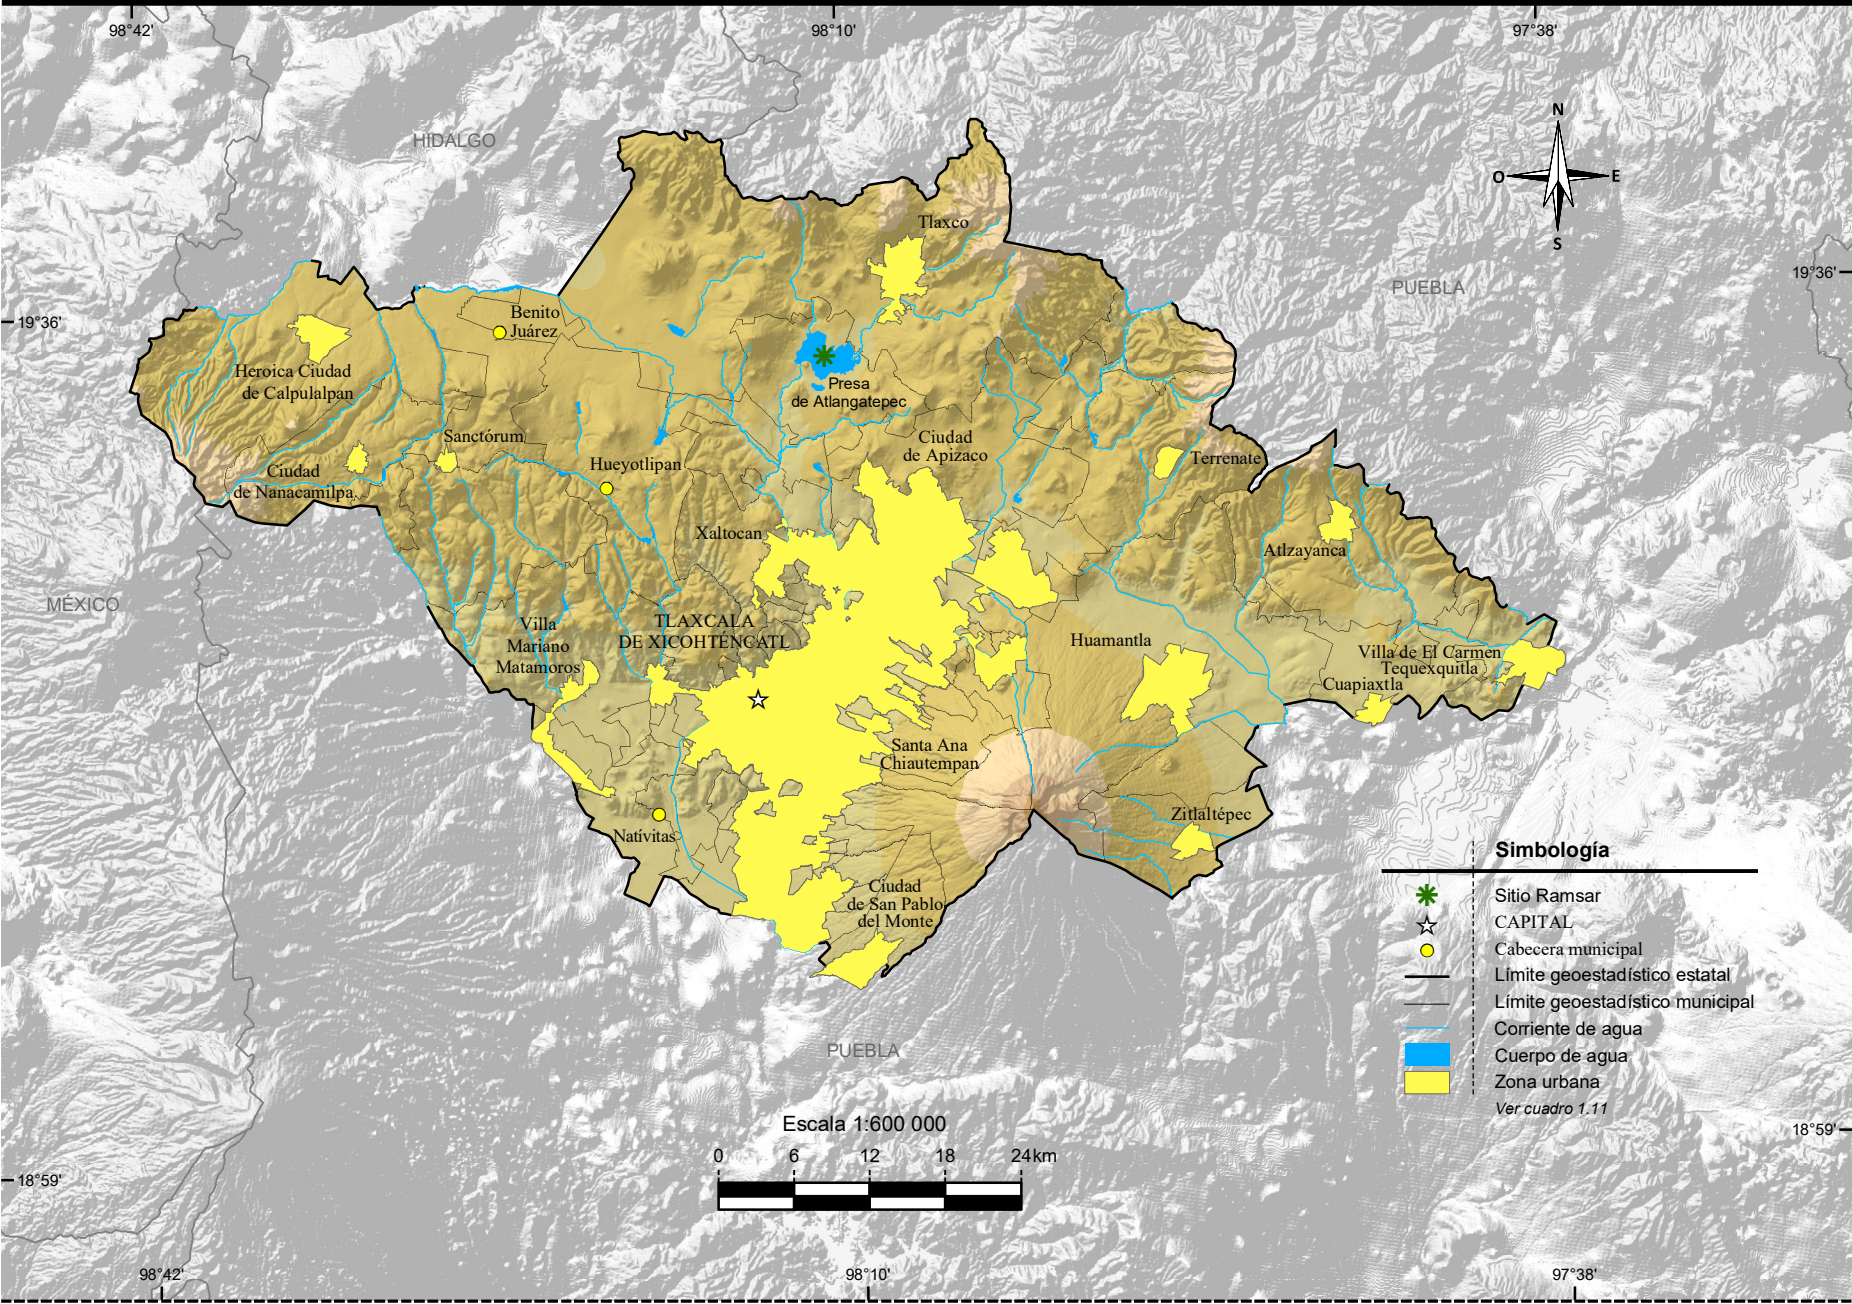 98°42'
98°10'
97°38'
N
O
E
S
HIDALGO
Tlaxco
19°36'
PUEBLA
19°36'
Benito
Juárez
Heroica Ciudad
de Calpulalpan
Presa
de Atlangatepec
Sanctórum
Ciudad
de Apizaco
Hueyotlipan
Terrenate
Ciudad
de Nanacamilpa
Xaltocan
Atlzayanca
MÉXICO
Villa
Mariano
Matamoros
TLAXCALA
DE XICOHTÉNCATL
Huamantla
Villa de El Carmen
Tequexquitla
Cuapiaxtla
Santa Ana
Chiautempan
Zitlaltépec
Natívitas
Ciudad
de San Pablo
del Monte
Simbología
Sitio Ramsar
CAPITAL
Cabecera municipal
Límite geoestadístico estatal
Límite geoestadístico municipal
Corriente de agua
Cuerpo de agua
Zona urbana
Ver cuadro 1.11
PUEBLA
Escala 1:600 000
0 6 12 18 24 km
18°59'
18°59'
98°42'
98°10'
97°38'